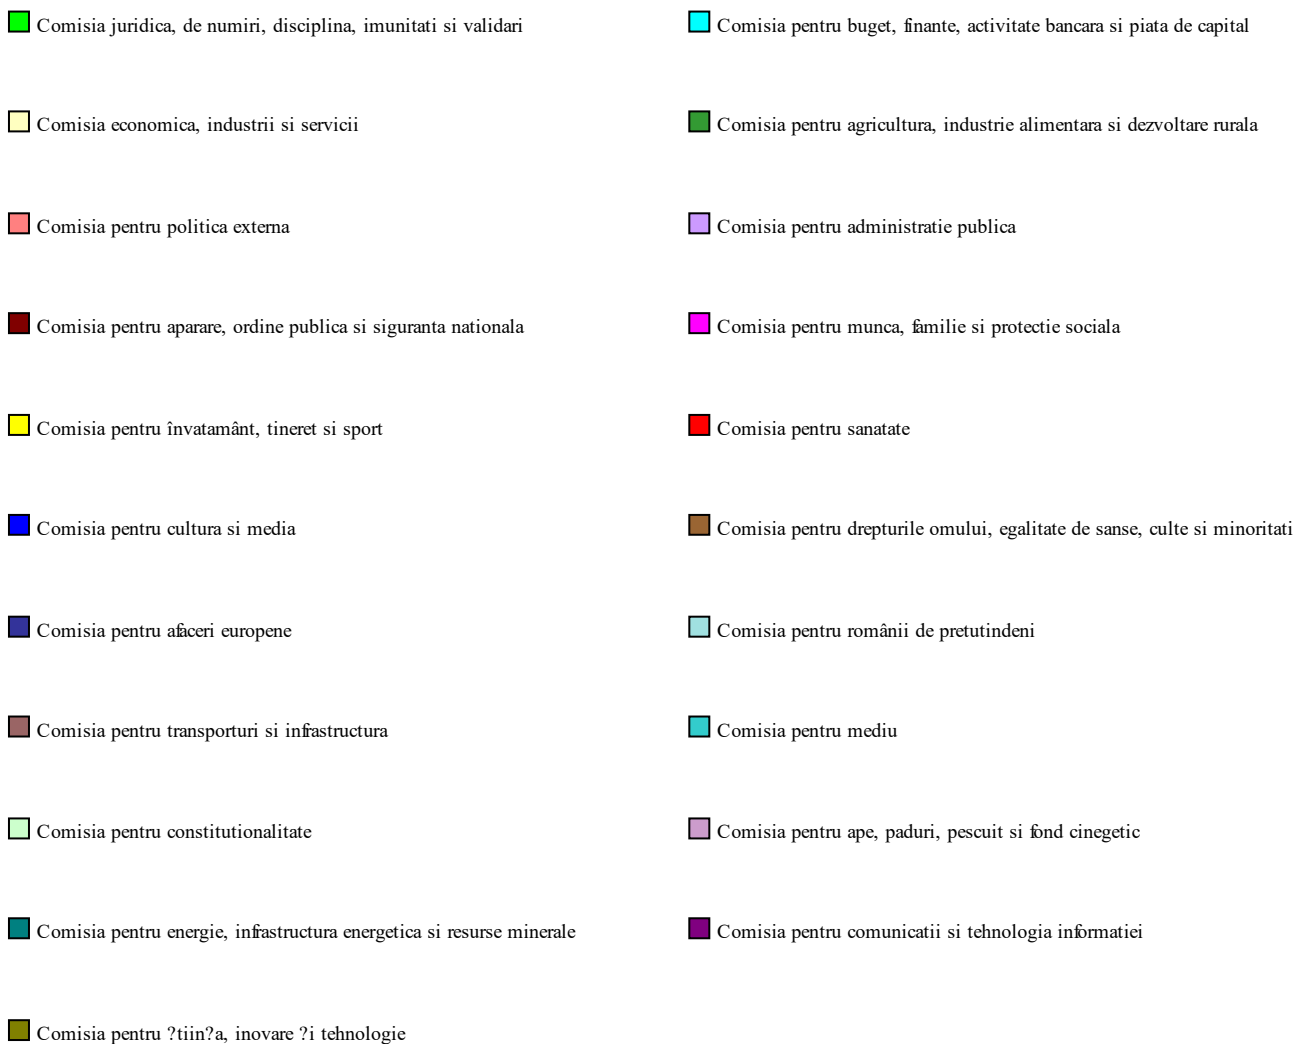 Comisia juridica, de numiri, disciplina, imunitati si validari
Comisia pentru buget, finante, activitate bancara si piata de capital
Comisia economica, industrii si servicii
Comisia pentru agricultura, industrie alimentara si dezvoltare rurala
Comisia pentru politica externa
Comisia pentru administratie publica
Comisia pentru aparare, ordine publica si siguranta nationala
Comisia pentru munca, familie si protectie sociala
Comisia pentru învatamânt, tineret si sport
Comisia pentru sanatate
Comisia pentru cultura si media
Comisia pentru drepturile omului, egalitate de sanse, culte si minoritati
Comisia pentru afaceri europene
Comisia pentru românii de pretutindeni
Comisia pentru transporturi si infrastructura
Comisia pentru mediu
Comisia pentru constitutionalitate
Comisia pentru ape, paduri, pescuit si fond cinegetic
Comisia pentru energie, infrastructura energetica si resurse minerale
Comisia pentru comunicatii si tehnologia informatiei
Comisia pentru ?tiin?a, inovare ?i tehnologie